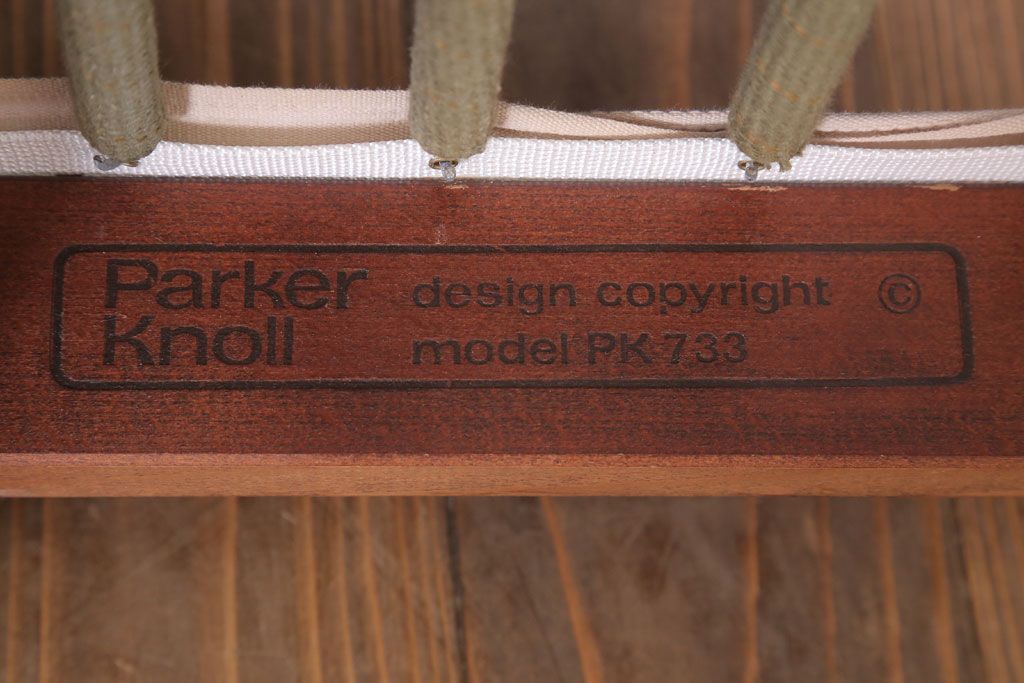 Parker
Knoll
design copyright ©
model PK 733